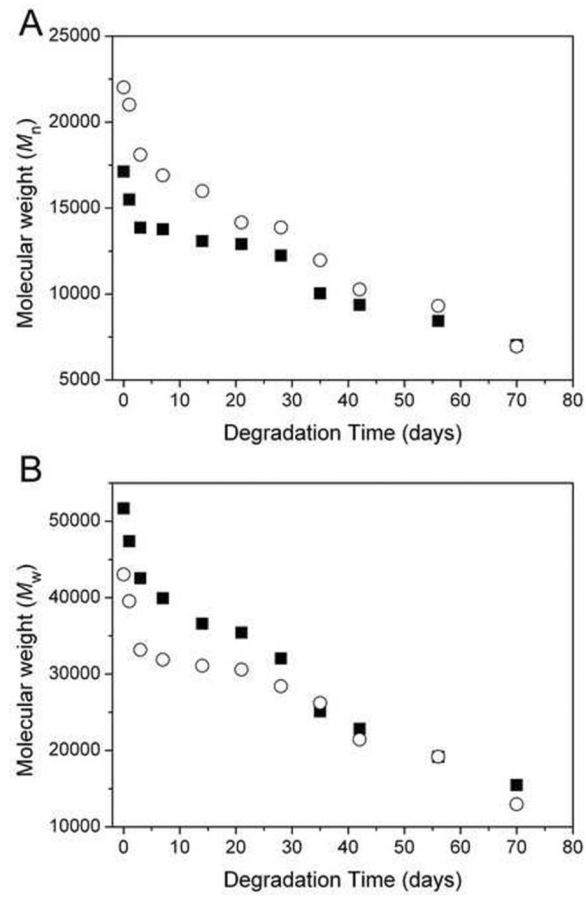 A
25000
20000
15000
10000
5000
Molecular weight (Mn)
0 10 20 30 40 50 60 70 80
Degradation Time (days)
B
50000
40000
30000
20000
10000
Molecular weight (Mw)
0 10 20 30 40 50 60 70 80
Degradation Time (days)